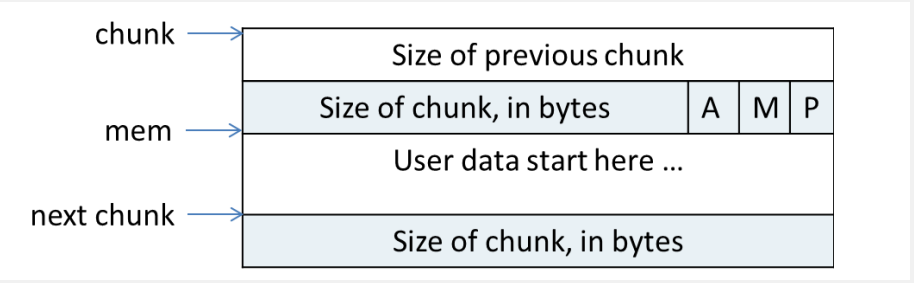 chunk
Size of previous chunk
Size of chunk, in bytes A M P
mem
User data start here ...
next chunk
Size of chunk, in bytes